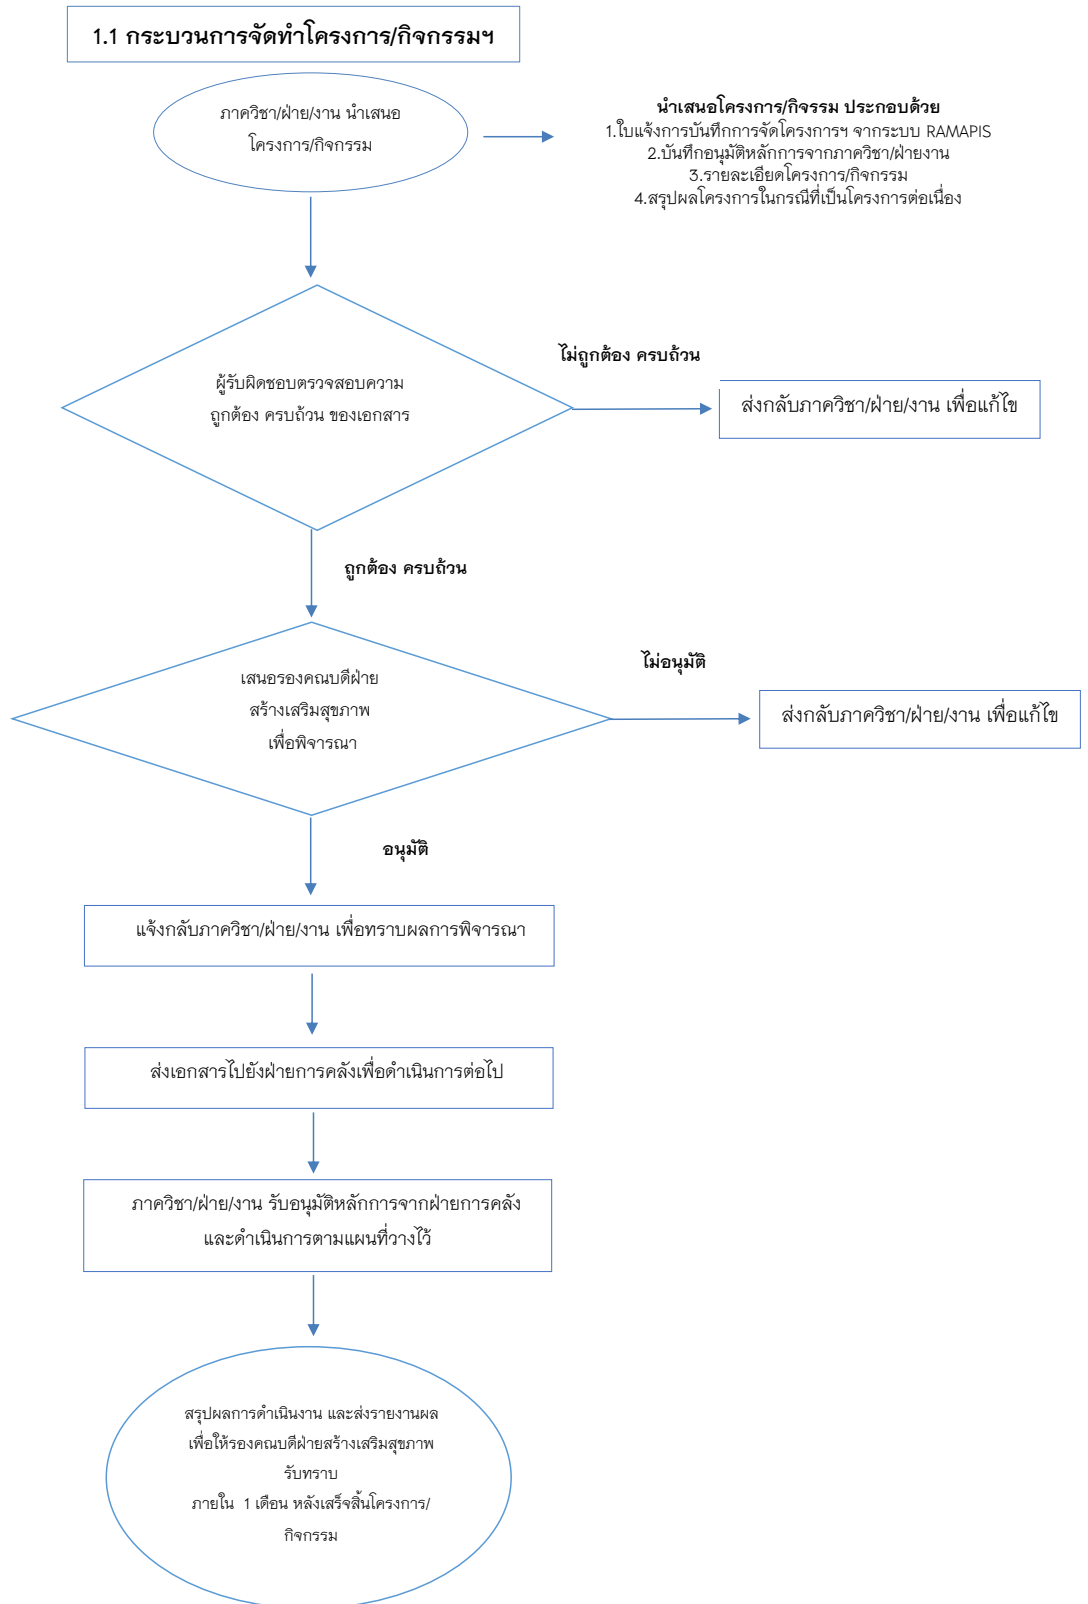 1.1 กระบวนการจัดทำโครงการ/กิจกรรมฯ
ภาควิชา/ฝ่าย/งาน นำเสนอ
โครงการ/กิจกรรม
นำเสนอโครงการ/กิจกรรม ประกอบด้วย
1.ใบแจ้งการบันทึกการจัดโครงการฯ จากระบบ RAMAPIS
2.บันทึกอนุมัติหลักการจากภาควิชา/ฝ่ายงาน
3.รายละเอียดโครงการ/กิจกรรม
4.สรุปผลโครงการในกรณีที่เป็นโครงการต่อเนื่อง
ผู้รับผิดชอบตรวจสอบความ
ถูกต้อง ครบถ้วน ของเอกสาร
ไม่ถูกต้อง ครบถ้วน
ส่งกลับภาควิชา/ฝ่าย/งาน เพื่อแก้ไข
ถูกต้อง ครบถ้วน
เสนอรองคณบดีฝ่าย
สร้างเสริมสุขภาพ
เพื่อพิจารณา
ไม่อนุมัติ
ส่งกลับภาควิชา/ฝ่าย/งาน เพื่อแก้ไข
อนุมัติ
แจ้งกลับภาควิชา/ฝ่าย/งาน เพื่อทราบผลการพิจารณา
ส่งเอกสารไปยังฝ่ายการคลังเพื่อดำเนินการต่อไป
ภาควิชา/ฝ่าย/งาน รับอนุมัติหลักการจากฝ่ายการคลัง
และดำเนินการตามแผนที่วางไว้
สรุปผลการดำเนินงาน และส่งรายงานผล
เพื่อให้รองคณบดีฝ่ายสร้างเสริมสุขภาพ
รับทราบ
ภายใน 1 เดือน หลังเสร็จสิ้นโครงการ/
กิจกรรม